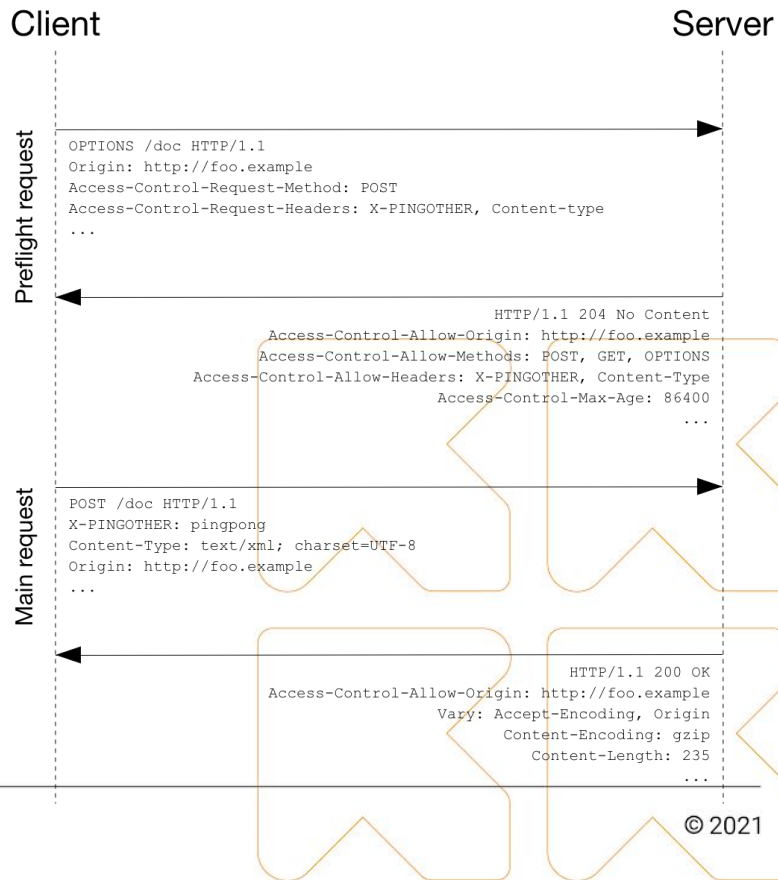 Client
Server
Preflight request
OPTIONS /doc HTTP/1.1
Origin: http://foo.example
Access-Control-Request-Method: POST
Access-Control-Request-Headers: X-PINGOTHER, Content-type
...
HTTP/1.1 204 No Content
Access-Control-Allow-Origin: http://foo.example
Access-Control-Allow-Methods: POST, GET, OPTIONS
Access-Control-Allow-Headers: X-PINGOTHER, Content-Type
Access-Control-Max-Age: 86400
...
Main request
POST /doc HTTP/1.1
X-PINGOTHER: pingpong
Content-Type: text/xml; charset=UTF-8
Origin: http://foo.example
...
HTTP/1.1 200 OK
Access-Control-Allow-Origin: http://foo.example
Vary: Accept-Encoding, Origin
Content-Encoding: gzip
Content-Length: 235
...
© 2021